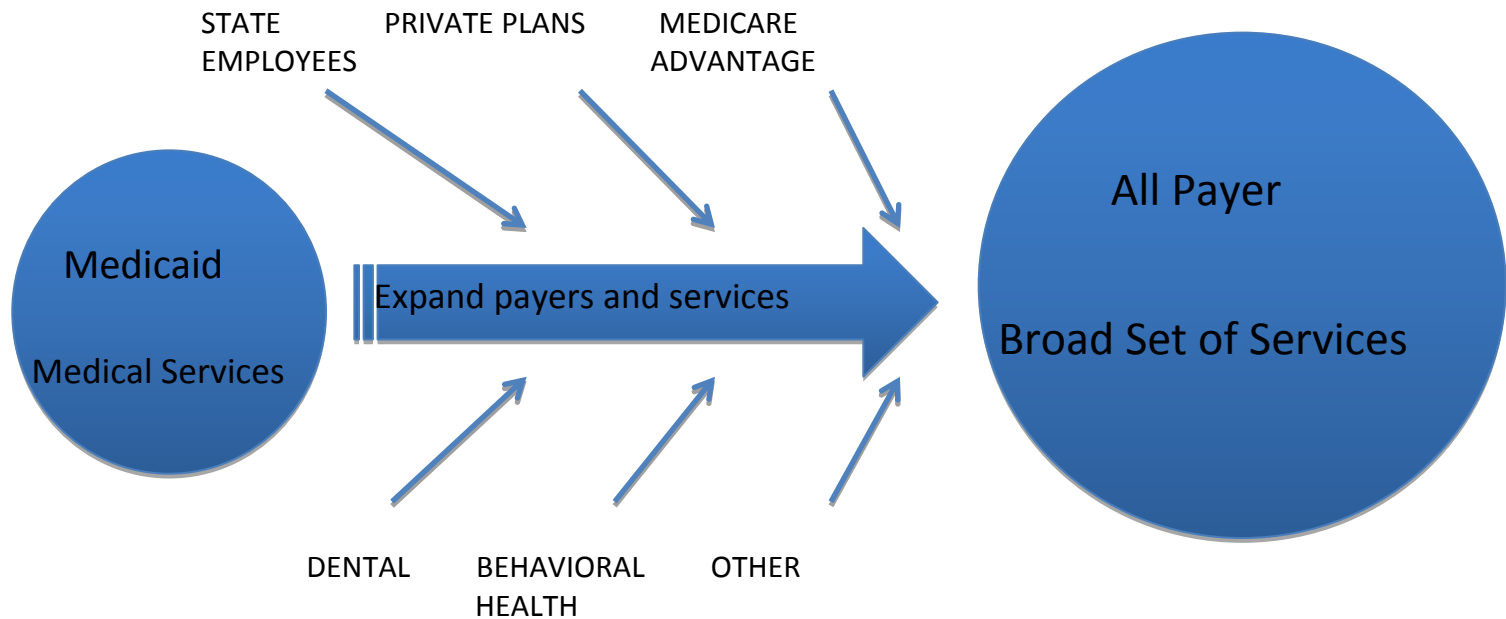 STATE
EMPLOYEES
PRIVATE PLANS
MEDICARE
ADVANTAGE
Medicaid
Medical Services
Expand payers and services
All Payer
Broad Set of Services
DENTAL
BEHAVIORAL
HEALTH
OTHER